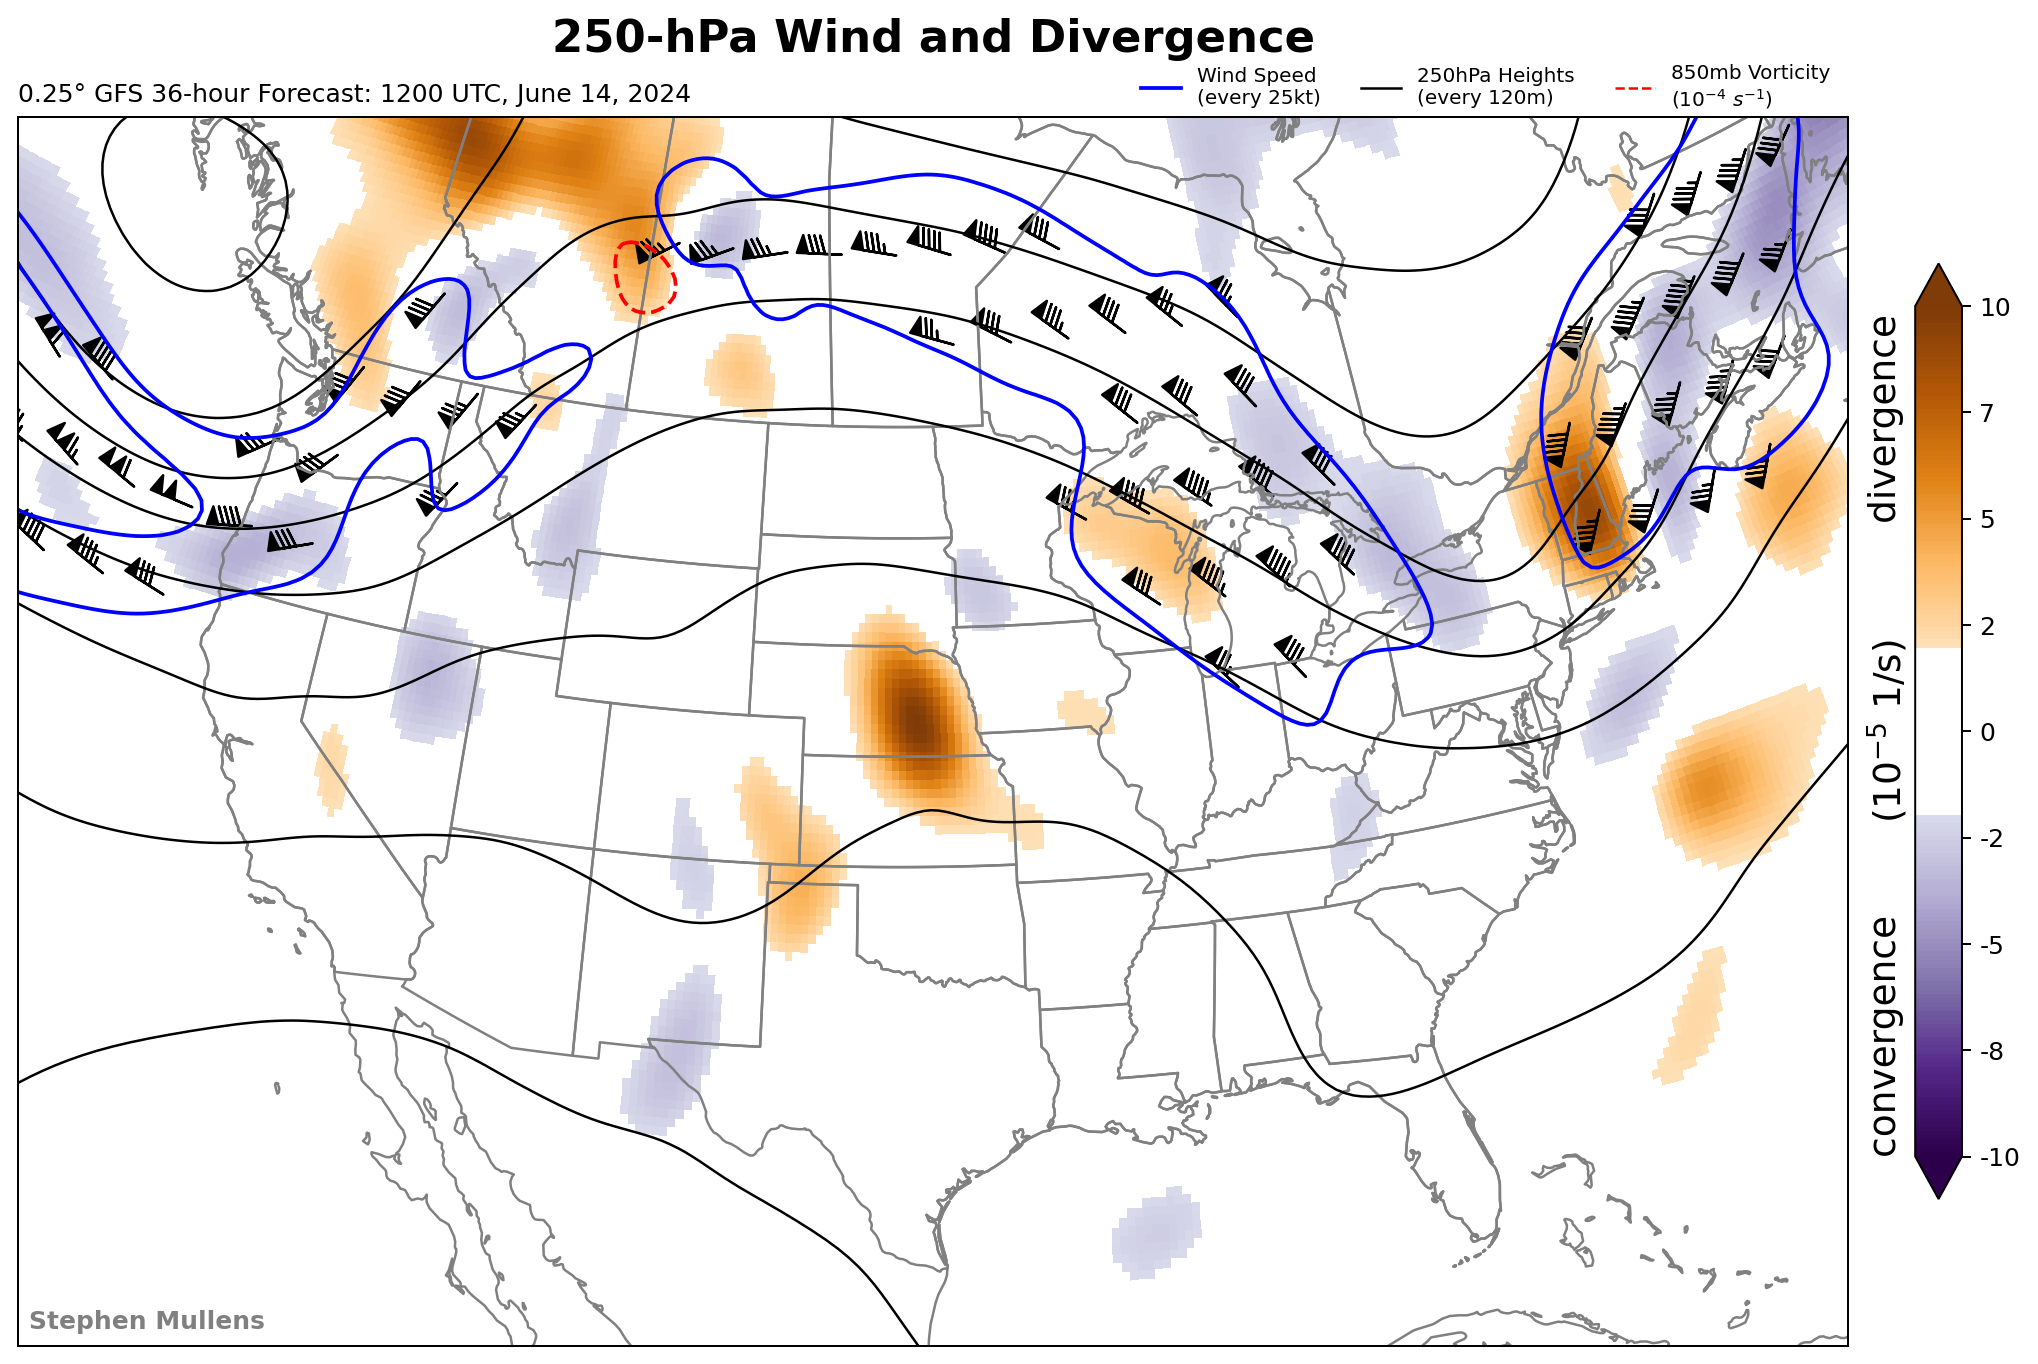 250-hPa Wind and Divergence
0.25° GFS 36-hour Forecast: 1200 UTC, June 14, 2024
Wind Speed
(every 25kt)
250hPa Heights
(every 120m)
850mb Vorticity
(10⁻⁴ s⁻¹)
10
7
5
2
0
-2
-5
-8
-10
convergence (10⁻⁵ 1/s) divergence
Stephen Mullens